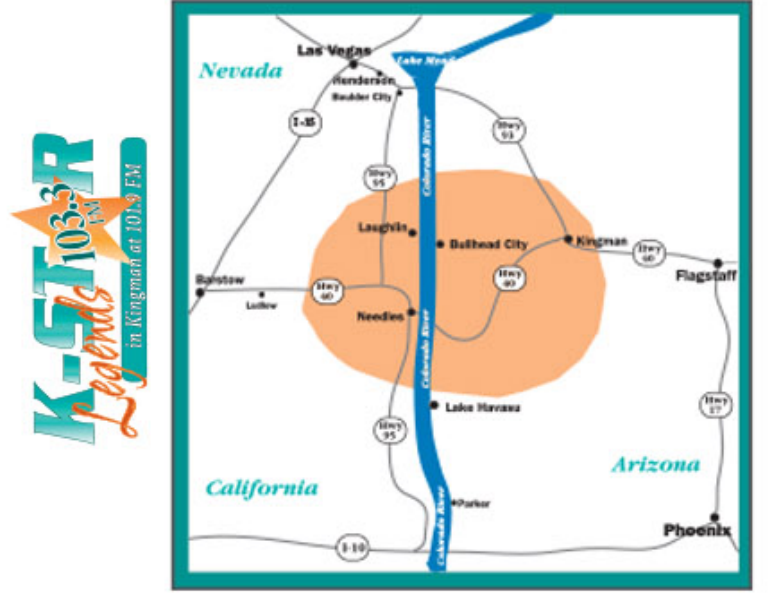 K-STAR
103.3
FM
Legends
in Kingman at 101.9 FM
Las Vegas
Nevada
Lake Mead
Henderson
Boulder City
I-15
Hwy
93
Colorado River
Hwy
95
Laughlin
Bullhead City
Kingman
Hwy
40
Flagstaff
Barstow
Ludlow
Hwy
40
Hwy
40
Needles
Colorado River
Lake Havasu
Hwy
17
Hwy
95
Arizona
California
Parker
Colorado River
Phoenix
I-10